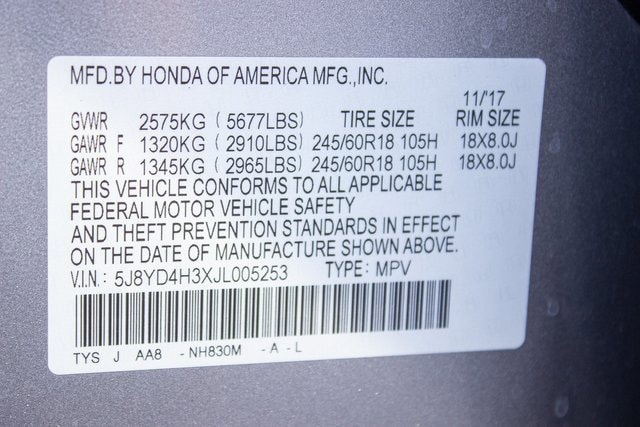 MFD.BY HONDA OF AMERICA MFG.,INC.
11/'17
GVWR 2575KG ( 5677LBS) TIRE SIZE RIM SIZE
GAWR F 1320KG ( 2910LBS) 245/60R18 105H 18X8.0J
GAWR R 1345KG ( 2965LBS) 245/60R18 105H 18X8.0J
THIS VEHICLE CONFORMS TO ALL APPLICABLE
FEDERAL MOTOR VEHICLE SAFETY
AND THEFT PREVENTION STANDARDS IN EFFECT
ON THE DATE OF MANUFACTURE SHOWN ABOVE.
V.I.N.: 5J8YD4H3XJL005253 TYPE: MPV
TYS J AA8 - NH830M - A - L